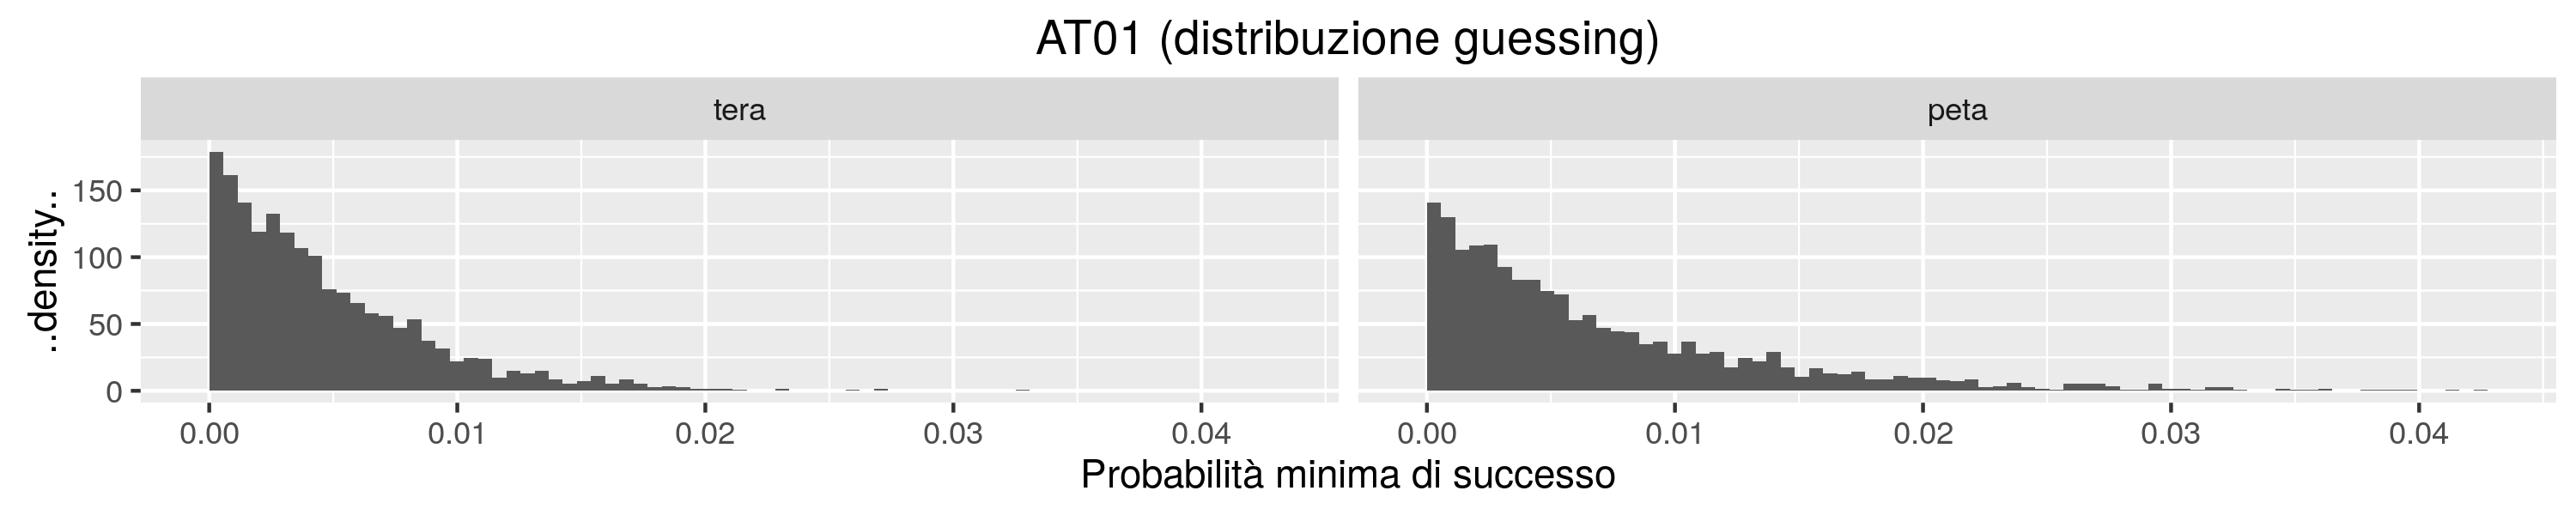 AT01 (distribuzione guessing)
tera
peta
..density..
150
100
50
0
0.00 0.01 0.02 0.03 0.04
0.00 0.01 0.02 0.03 0.04
Probabilità minima di successo